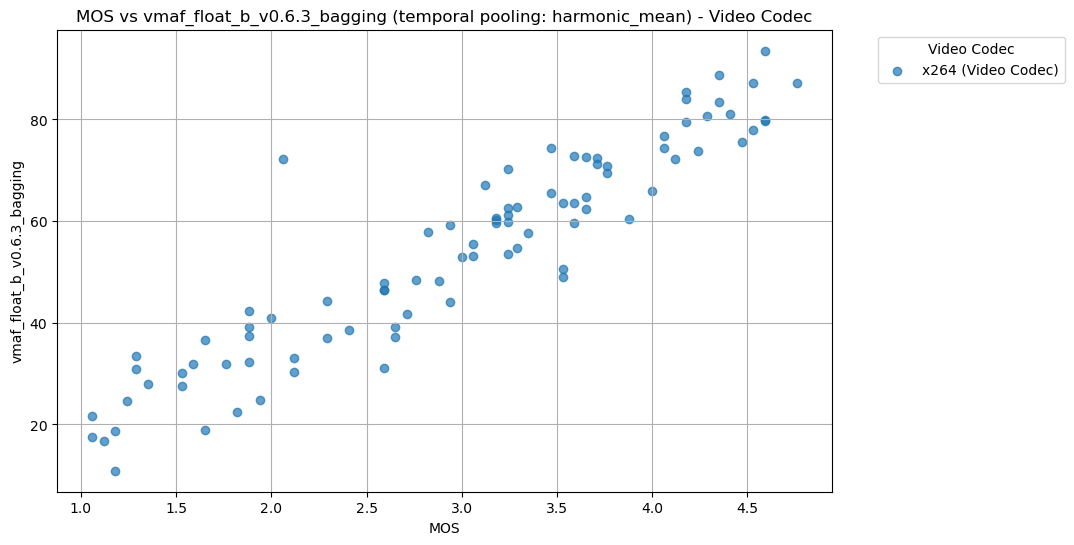 MOS vs vmaf_float_b_v0.6.3_bagging (temporal pooling: harmonic_mean) - Video Codec
Video Codec
x264 (Video Codec)
vmaf_float_b_v0.6.3_bagging
80
60
40
20
1.0 1.5 2.0 2.5 3.0 3.5 4.0 4.5
MOS